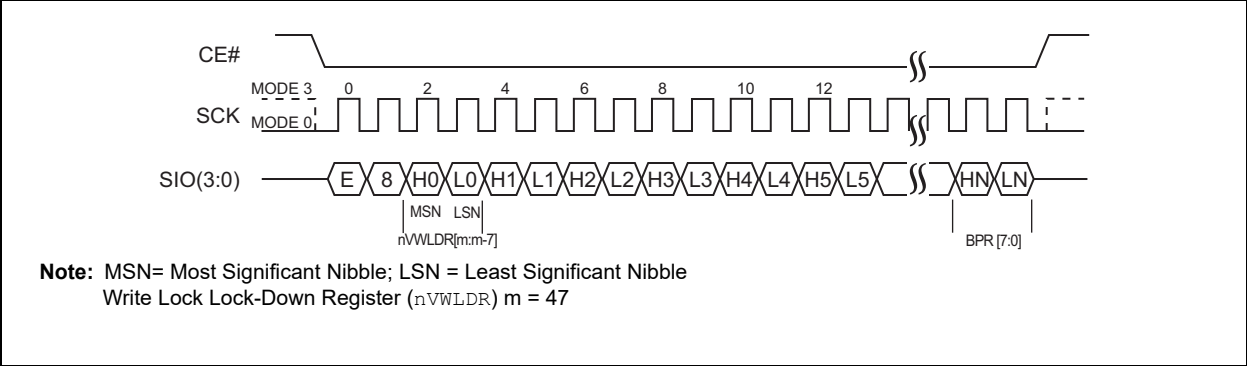 CE#
MODE 3 0 2 4 6 8 10 12
SCK
MODE 0
SIO(3:0) E 8 H0 L0 H1 L1 H2 L2 H3 L3 H4 L4 H5 L5 HN LN
MSN LSN
nVWLDR[m:m-7] BPR [7:0]
Note: MSN= Most Significant Nibble; LSN = Least Significant Nibble
Write Lock Lock-Down Register (nVWLDR) m = 47